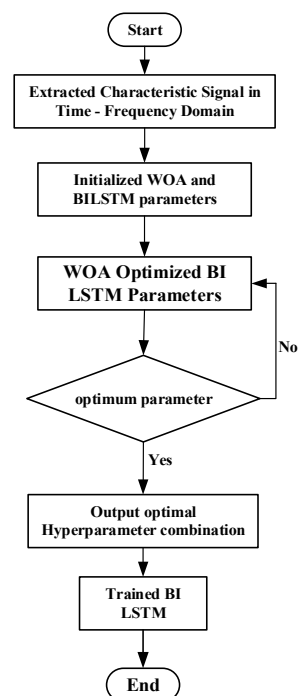 Start
Extracted Characteristic Signal in
Time - Frequency Domain
Initialized WOA and
BILSTM parameters
WOA Optimized BI
LSTM Parameters
No
optimum parameter
Yes
Output optimal
Hyperparameter combination
Trained BI
LSTM
End